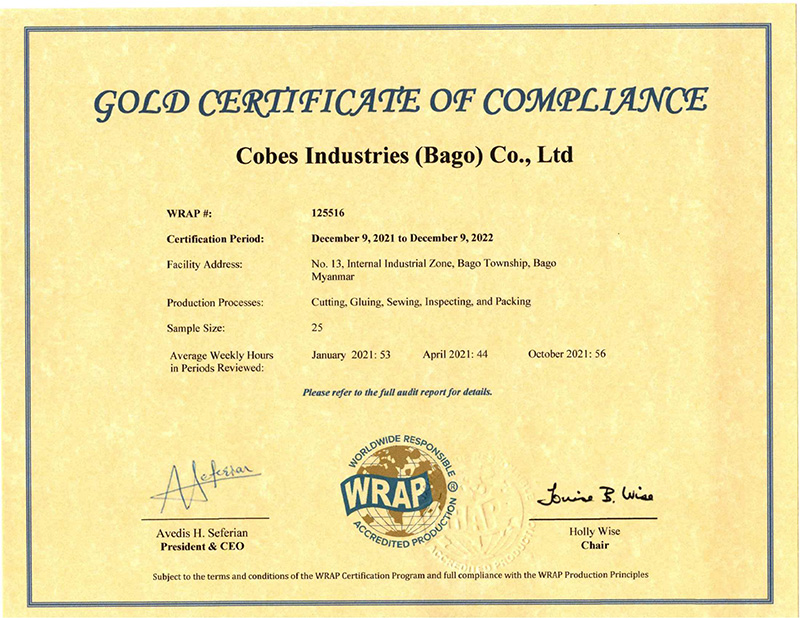 GOLD CERTIFICATE OF COMPLIANCE
Cobes Industries (Bago) Co., Ltd
WRAP #: 125516
Certification Period: December 9, 2021 to December 9, 2022
Facility Address: No. 13, Internal Industrial Zone, Bago Township, Bago
Myanmar
Production Processes: Cutting, Gluing, Sewing, Inspecting, and Packing
Sample Size: 25
Average Weekly Hours January 2021: 53 April 2021: 44 October 2021: 56
in Periods Reviewed:
Please refer to the full audit report for details.
WORLDWIDE RESPONSIBLE
WRAP ®
ACCREDITED PRODUCTION
A Seferian
Avedis H. Seferian
President & CEO
Louise B. Wise
Holly Wise
Chair
Subject to the terms and conditions of the WRAP Certification Program and full compliance with the WRAP Production Principles